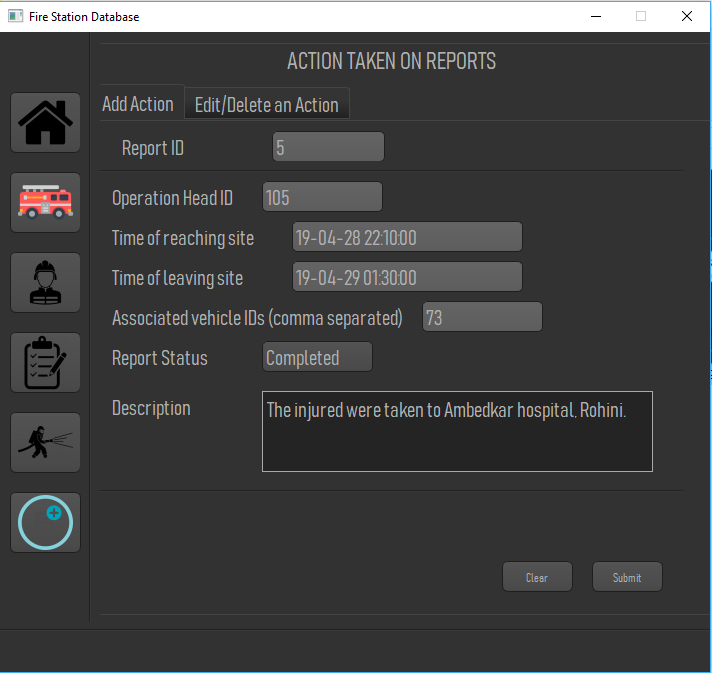 Fire Station Database
ACTION TAKEN ON REPORTS
Add Action Edit/Delete an Action
Report ID 5
Operation Head ID 105
Time of reaching site 19-04-28 22:10:00
Time of leaving site 19-04-29 01:30:00
Associated vehicle IDs (comma separated) 73
Report Status Completed
Description The injured were taken to Ambedkar hospital, Rohini.
Clear Submit